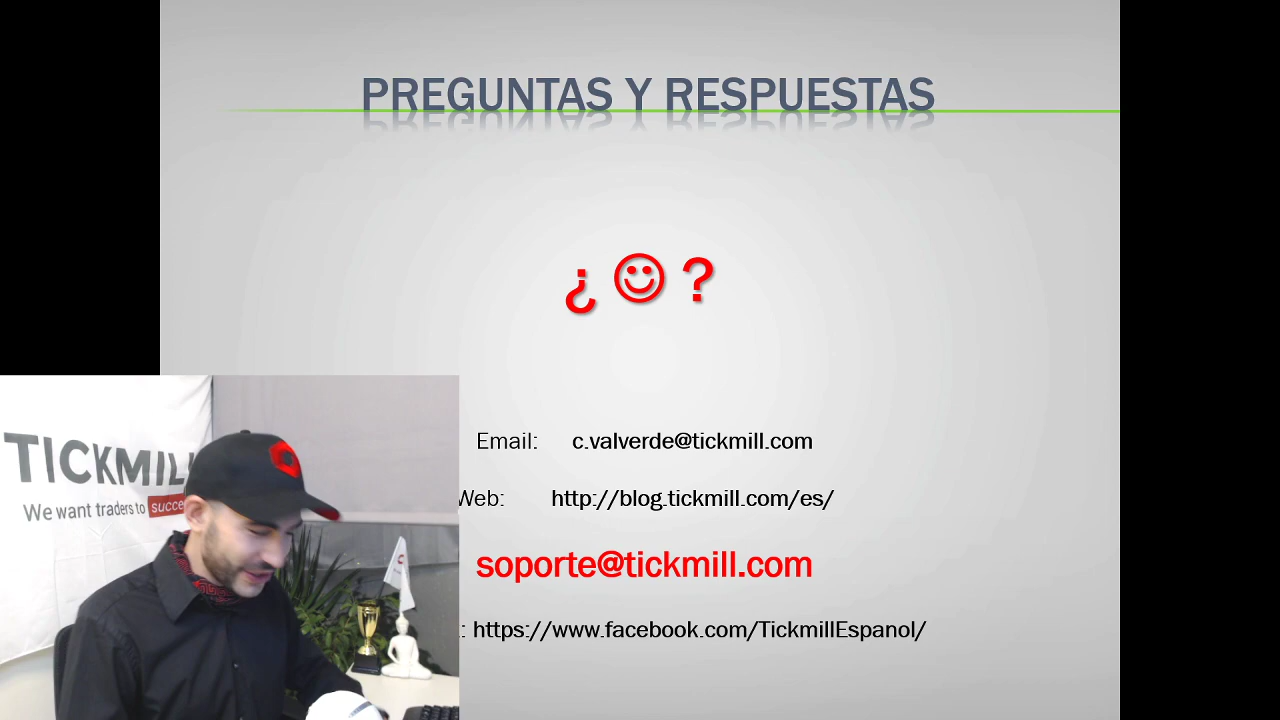 PREGUNTAS Y RESPUESTAS
¿ ☺ ?
Email: c.valverde@tickmill.com
Web: http://blog.tickmill.com/es/
soporte@tickmill.com
: https://www.facebook.com/TickmillEspanol/
TICKMILL
We want traders to